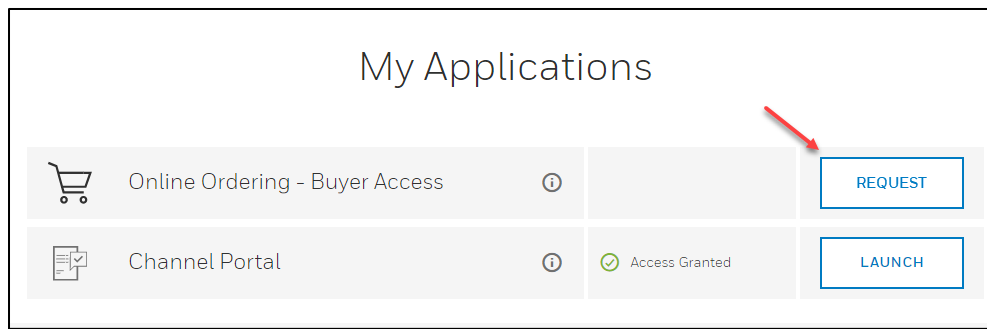 My Applications
Online Ordering - Buyer Access
REQUEST
Channel Portal
Access Granted
LAUNCH